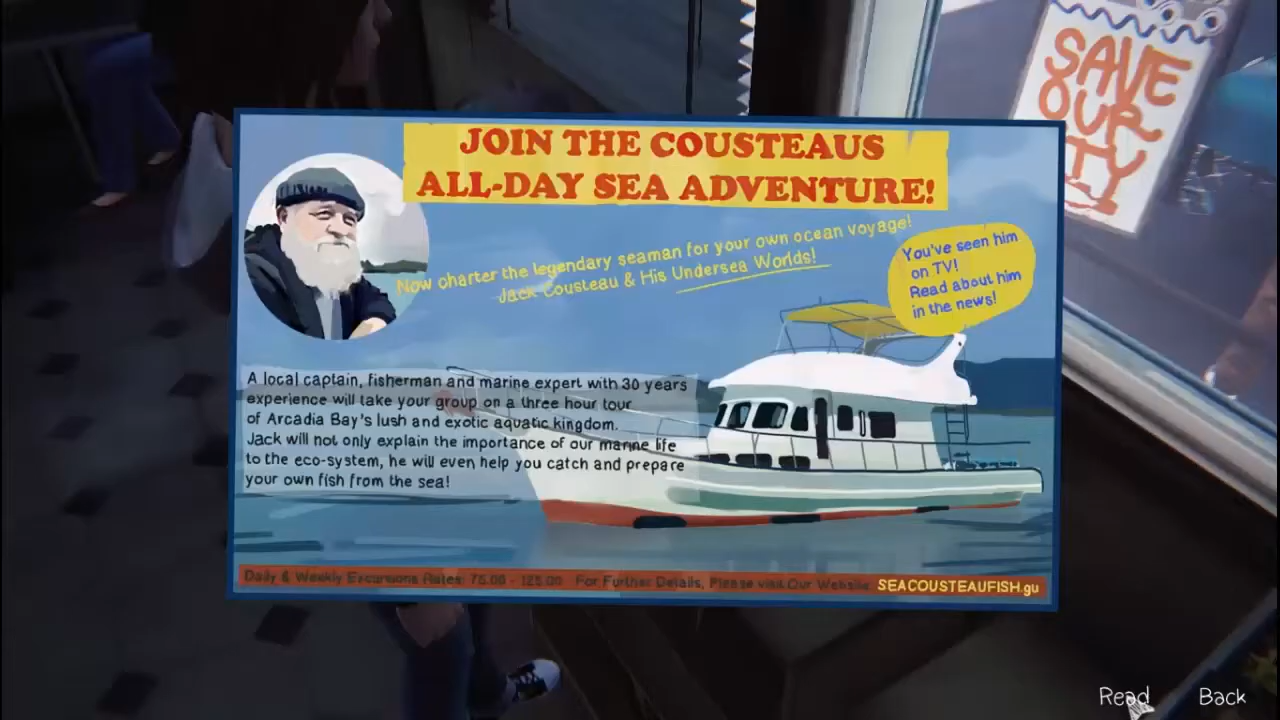 JOIN THE COUSTEAUS
ALL-DAY SEA ADVENTURE!
Now charter the legendary seaman for your own ocean voyage!
Jack Cousteau & His Undersea Worlds!
You've seen him
on TV!
Read about him
in the news!
A local captain, fisherman and marine expert with 30 years
experience will take your group on a three hour tour
of Arcadia Bay's lush and exotic aquatic kingdom.
Jack will not only explain the importance of our marine life
to the eco-system, he will even help you catch and prepare
your own fish from the sea!
Daily & Weekly Excursions Rates: 75.00 - 125.00 For Further Details, Please visit Our Website SEACOUSTEAUFISH.gu
SAVE
OUR
Read Back